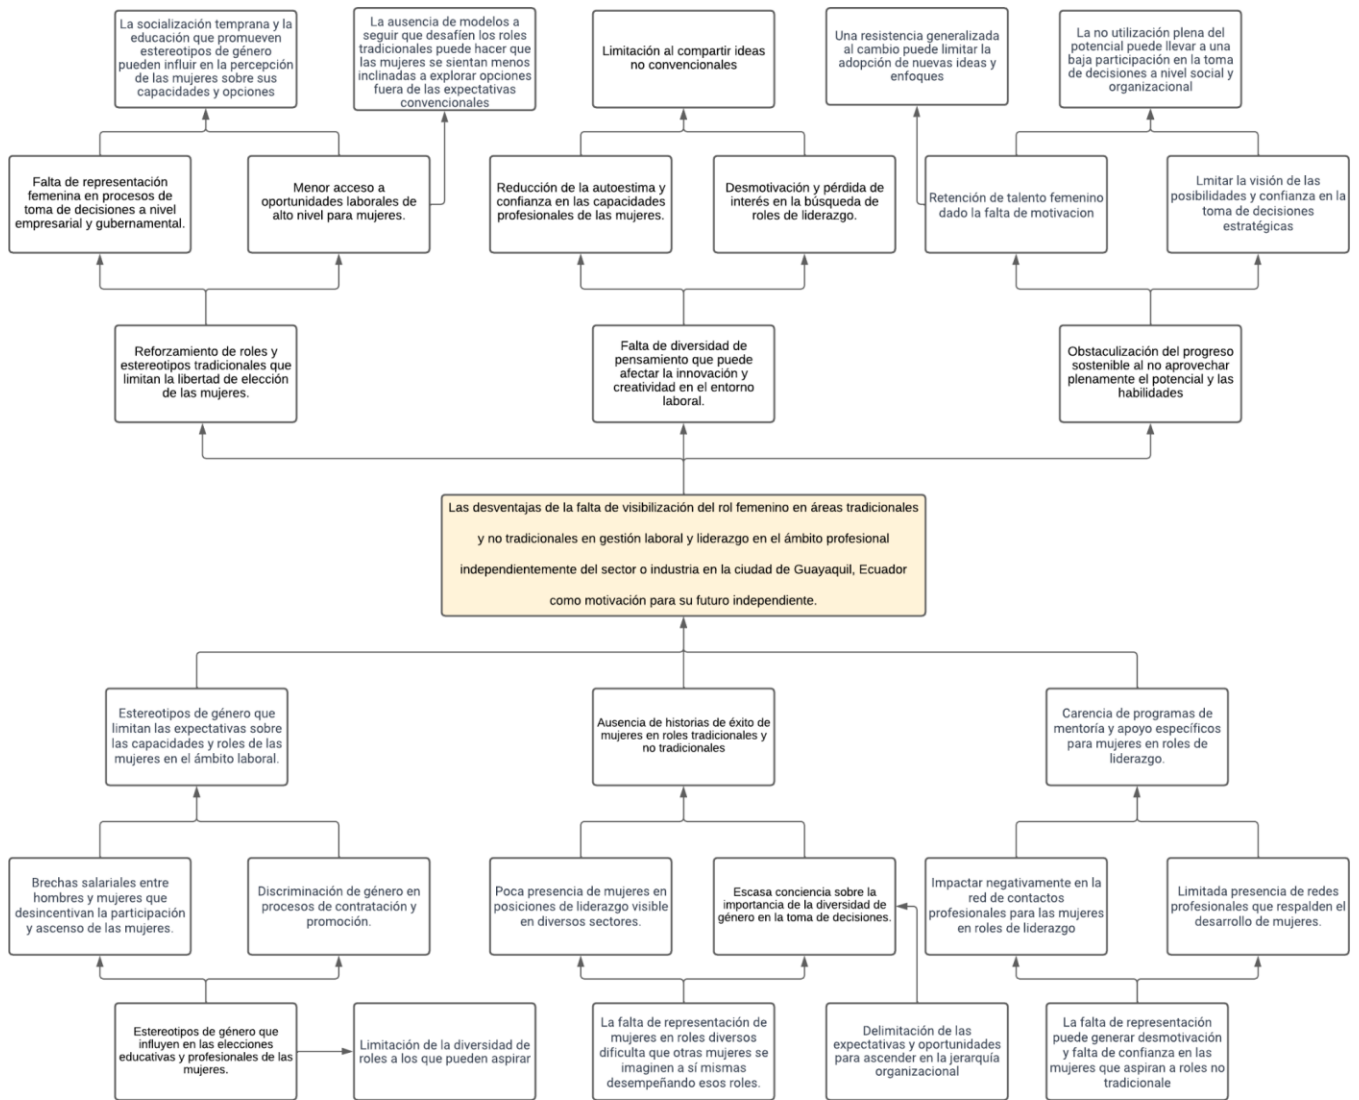 La socialización temprana y la
educación que promueven
estereotipos de género
pueden influir en la percepción
de las mujeres sobre sus
capacidades y opciones
La ausencia de modelos a
seguir que desafíen los roles
tradicionales puede hacer que
las mujeres se sientan menos
inclinadas a explorar opciones
fuera de las expectativas
convencionales
Limitación al compartir ideas
no convencionales
Una resistencia generalizada
al cambio puede limitar la
adopción de nuevas ideas y
enfoques
La no utilización plena del
potencial puede llevar a una
baja participación en la toma
de decisiones a nivel social y
organizacional
Falta de representación
femenina en procesos de
toma de decisiones a nivel
empresarial y gubernamental.
Menor acceso a
oportunidades laborales de
alto nivel para mujeres.
Reducción de la autoestima y
confianza en las capacidades
profesionales de las mujeres.
Desmotivación y pérdida de
interés en la búsqueda de
roles de liderazgo.
Retención de talento femenino
dado la falta de motivacion
Lmitar la visión de las
posibilidades y confianza en la
toma de decisiones
estratégicas
Reforzamiento de roles y
estereotipos tradicionales que
limitan la libertad de elección
de las mujeres.
Falta de diversidad de
pensamiento que puede
afectar la innovación y
creatividad en el entorno
laboral.
Obstaculización del progreso
sostenible al no aprovechar
plenamente el potencial y las
habilidades
Las desventajas de la falta de visibilización del rol femenino en áreas tradicionales
y no tradicionales en gestión laboral y liderazgo en el ámbito profesional
independientemente del sector o industria en la ciudad de Guayaquil, Ecuador
como motivación para su futuro independiente.
Estereotipos de género que
limitan las expectativas sobre
las capacidades y roles de las
mujeres en el ámbito laboral.
Ausencia de historias de éxito de
mujeres en roles tradicionales y
no tradicionales
Carencia de programas de
mentoría y apoyo específicos
para mujeres en roles de
liderazgo.
Brechas salariales entre
hombres y mujeres que
desincentivan la participación
y ascenso de las mujeres.
Discriminación de género en
procesos de contratación y
promoción.
Poca presencia de mujeres en
posiciones de liderazgo visible
en diversos sectores.
Escasa conciencia sobre la
importancia de la diversidad de
género en la toma de decisiones.
Impactar negativamente en la
red de contactos
profesionales para las mujeres
en roles de liderazgo
Limitada presencia de redes
profesionales que respalden el
desarrollo de mujeres.
Estereotipos de género que
influyen en las elecciones
educativas y profesionales de las
mujeres.
Limitación de la diversidad de
roles a los que pueden aspirar
La falta de representación de
mujeres en roles diversos
dificulta que otras mujeres se
imaginen a sí mismas
desempeñando esos roles.
Delimitación de las
expectativas y oportunidades
para ascender en la jerarquía
organizacional
La falta de representación
puede generar desmotivación
y falta de confianza en las
mujeres que aspiran a roles no
tradicionale